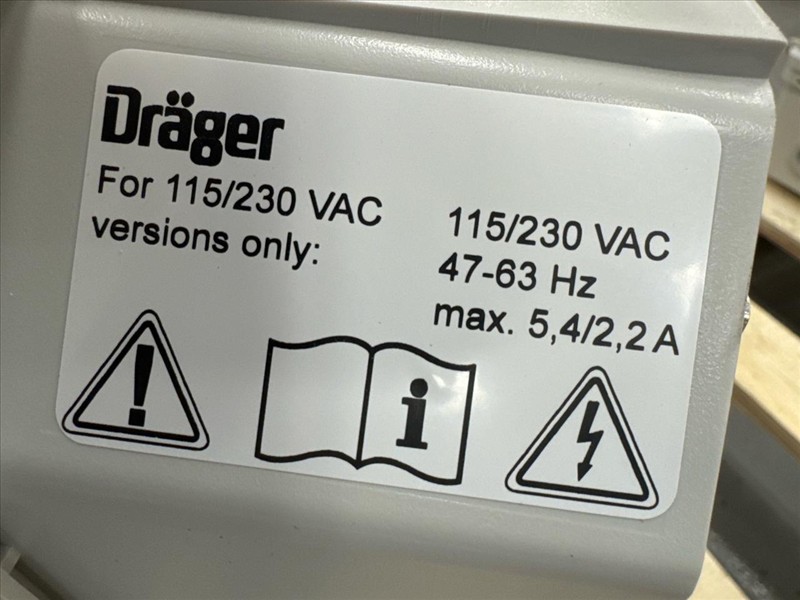 Dräger
For 115/230 VAC
versions only:
115/230 VAC
47-63 Hz
max. 5,4/2,2 A
i